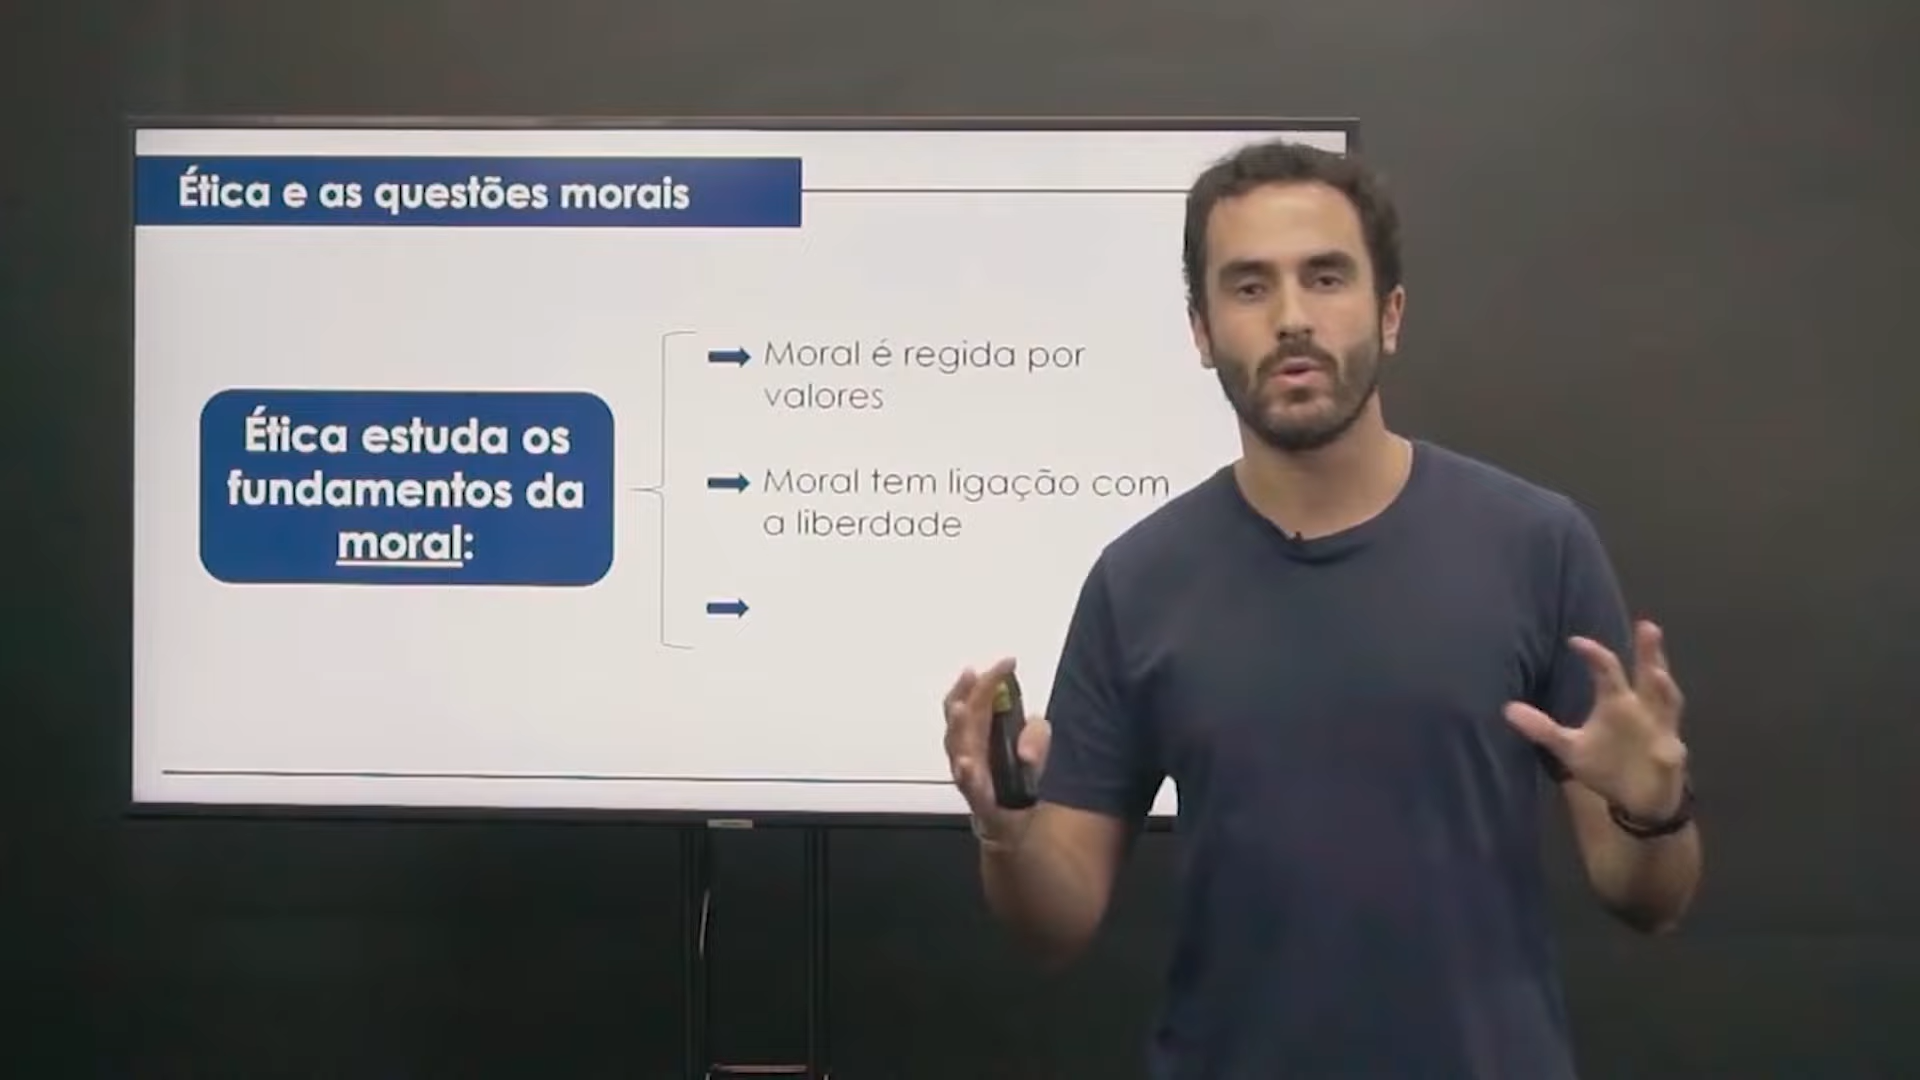 Ética e as questões morais
Ética estuda os
fundamentos da
moral:
Moral é regida por
valores
Moral tem ligação com
a liberdade